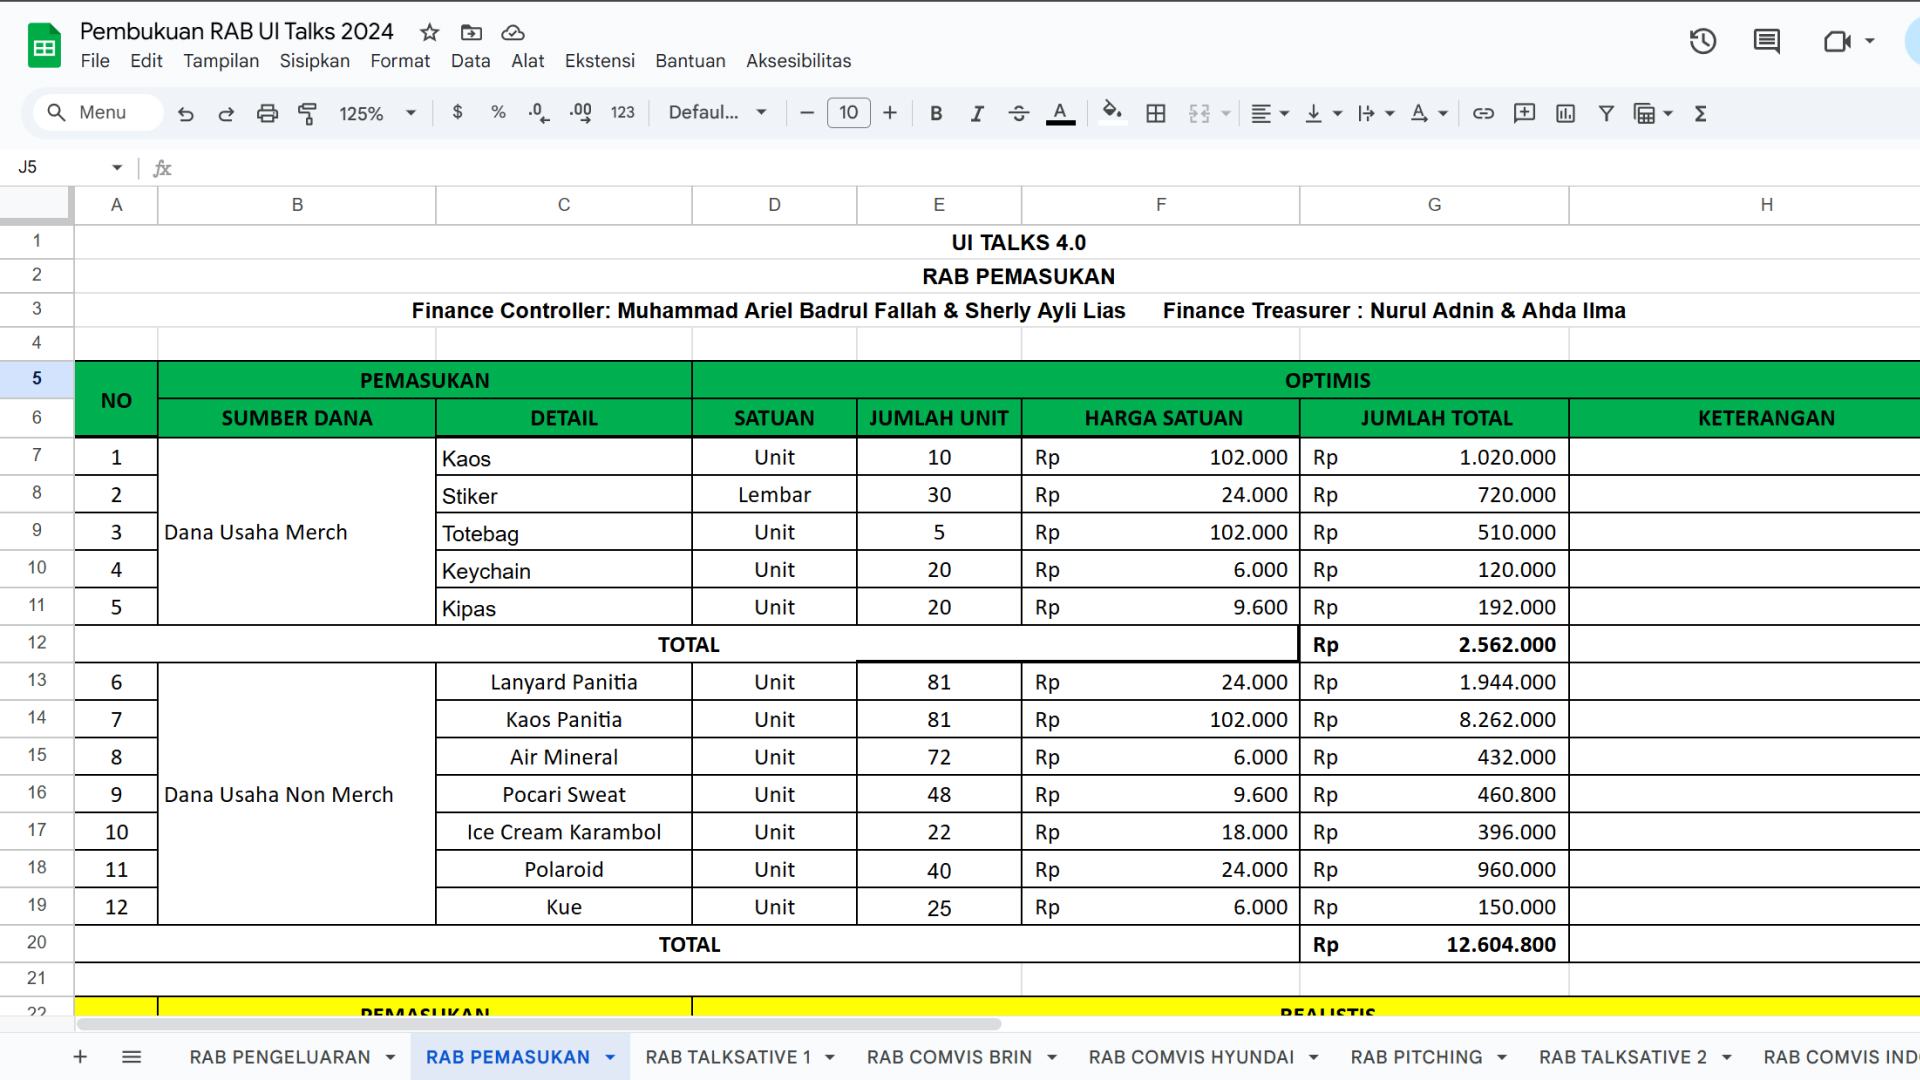 Pembukuan RAB UI Talks 2024
File Edit Tampilan Sisipkan Format Data Alat Ekstensi Bantuan Aksesibilitas
Menu 125% $ % .0 .00 123 Defaul... − 10 + B I A
J5 fx
A B C D E F G H
1 UI TALKS 4.0
2 RAB PEMASUKAN
3 Finance Controller: Muhammad Ariel Badrul Fallah & Sherly Ayli Lias Finance Treasurer : Nurul Adnin & Ahda Ilma
4
5 NO PEMASUKAN OPTIMIS
6 SUMBER DANA DETAIL SATUAN JUMLAH UNIT HARGA SATUAN JUMLAH TOTAL KETERANGAN
7 1 Kaos Unit 10 Rp 102.000 Rp 1.020.000
8 2 Stiker Lembar 30 Rp 24.000 Rp 720.000
9 3 Dana Usaha Merch Totebag Unit 5 Rp 102.000 Rp 510.000
10 4 Keychain Unit 20 Rp 6.000 Rp 120.000
11 5 Kipas Unit 20 Rp 9.600 Rp 192.000
12 TOTAL Rp 2.562.000
13 6 Lanyard Panitia Unit 81 Rp 24.000 Rp 1.944.000
14 7 Kaos Panitia Unit 81 Rp 102.000 Rp 8.262.000
15 8 Air Mineral Unit 72 Rp 6.000 Rp 432.000
16 9 Dana Usaha Non Merch Pocari Sweat Unit 48 Rp 9.600 Rp 460.800
17 10 Ice Cream Karambol Unit 22 Rp 18.000 Rp 396.000
18 11 Polaroid Unit 40 Rp 24.000 Rp 960.000
19 12 Kue Unit 25 Rp 6.000 Rp 150.000
20 TOTAL Rp 12.604.800
21
22 PEMASUKAN REALISTIS
+ RAB PENGELUARAN RAB PEMASUKAN RAB TALKSATIVE 1 RAB COMVIS BRIN RAB COMVIS HYUNDAI RAB PITCHING RAB TALKSATIVE 2 RAB COMVIS IND